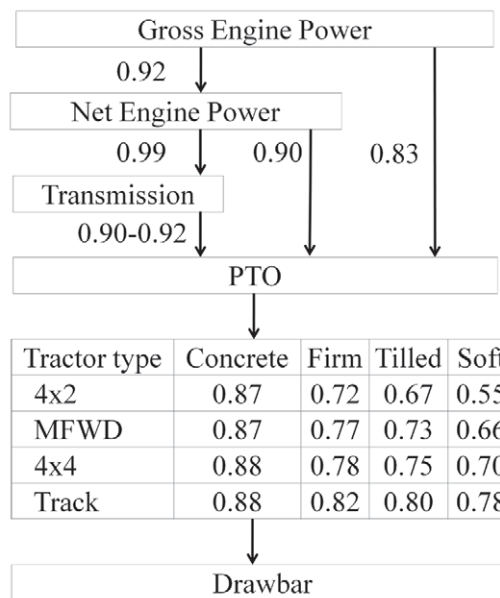 Gross Engine Power
0.92
Net Engine Power
0.99 0.90 0.83
Transmission
0.90-0.92
PTO
Tractor type Concrete Firm Tilled Soft
4x2 0.87 0.72 0.67 0.55
MFWD 0.87 0.77 0.73 0.66
4x4 0.88 0.78 0.75 0.70
Track 0.88 0.82 0.80 0.78
Drawbar